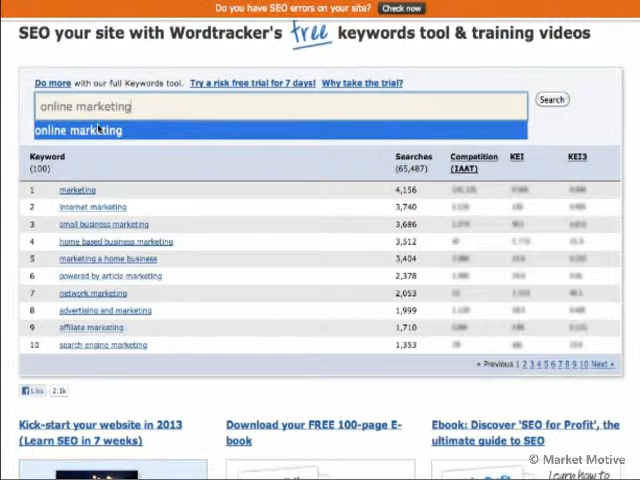 Do you have SEO errors on your site? Check now
SEO your site with Wordtracker's free keywords tool & training videos
Do more with our full Keywords tool. Try a risk free trial for 7 days! Why take the trial?
online marketing
Search
online marketing
Keyword Searches Competition KEI KEI3
(100) (65,487) (IAAT)
1 marketing 4,156
2 internet marketing 3,740
3 small business marketing 3,686
4 home based business marketing 3,512
5 marketing a home business 3,404
6 powered by article marketing 2,378
7 network marketing 2,053
8 advertising and marketing 1,999
9 affiliate marketing 1,710
10 search engine marketing 1,353
« Previous 1 2 3 4 5 6 7 8 9 10 Next »
Like 2.1k
Kick-start your website in 2013 Download your FREE 100-page E- Ebook: Discover 'SEO for Profit', the
(Learn SEO in 7 weeks) book ultimate guide to SEO
© Market Motive